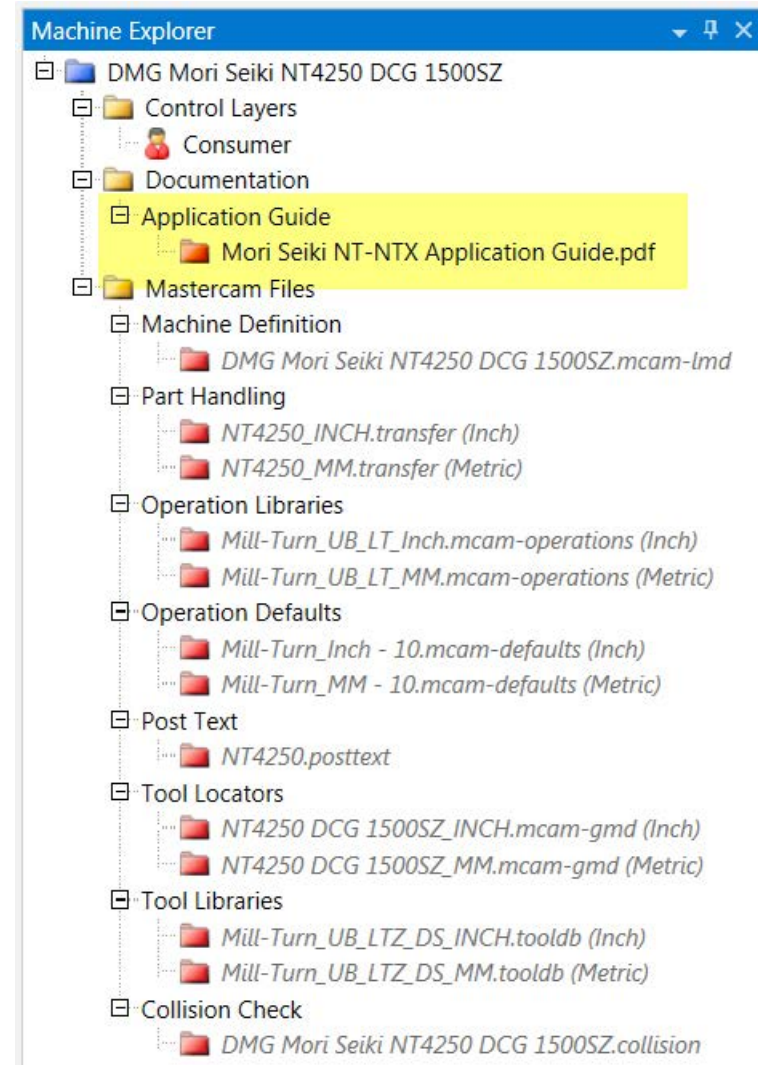 Machine Explorer
DMG Mori Seiki NT4250 DCG 1500SZ
Control Layers
Consumer
Documentation
Application Guide
Mori Seiki NT-NTX Application Guide.pdf
Mastercam Files
Machine Definition
DMG Mori Seiki NT4250 DCG 1500SZ.mcam-lmd
Part Handling
NT4250_INCH.transfer (Inch)
NT4250_MM.transfer (Metric)
Operation Libraries
Mill-Turn_UB_LT_Inch.mcam-operations (Inch)
Mill-Turn_UB_LT_MM.mcam-operations (Metric)
Operation Defaults
Mill-Turn_Inch - 10.mcam-defaults (Inch)
Mill-Turn_MM - 10.mcam-defaults (Metric)
Post Text
NT4250.posttext
Tool Locators
NT4250 DCG 1500SZ_INCH.mcam-gmd (Inch)
NT4250 DCG 1500SZ_MM.mcam-gmd (Metric)
Tool Libraries
Mill-Turn_UB_LTZ_DS_INCH.tooldb (Inch)
Mill-Turn_UB_LTZ_DS_MM.tooldb (Metric)
Collision Check
DMG Mori Seiki NT4250 DCG 1500SZ.collision